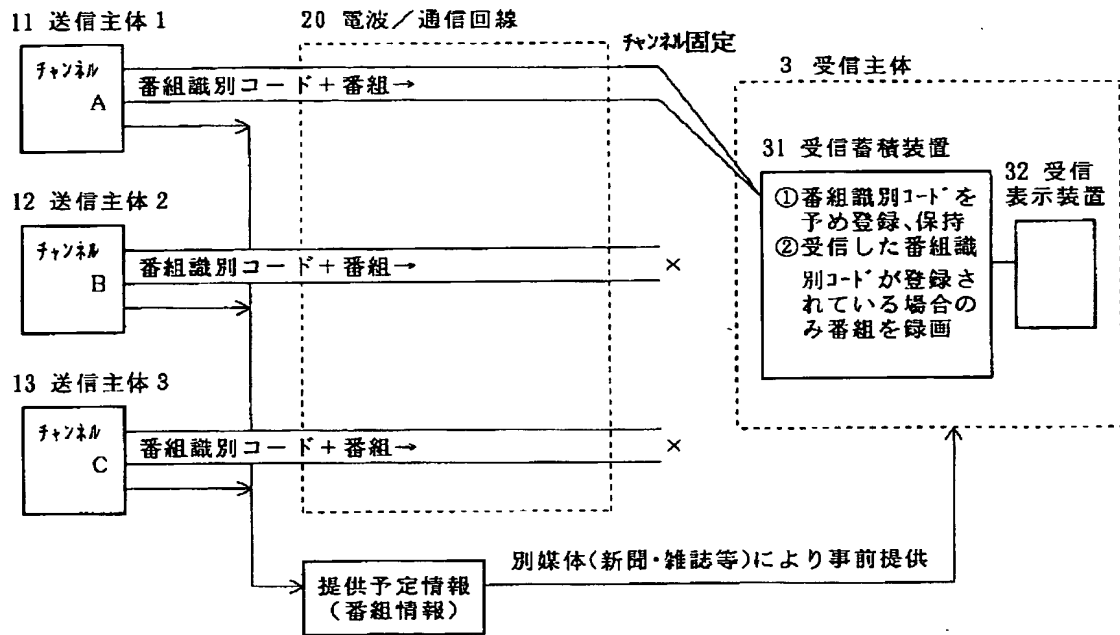 11 送信主体1
20 電波／通信回線
ﾁｬﾝﾈﾙ固定
3 受信主体
ﾁｬﾝﾈﾙ
A
番組識別コード＋番組→
31 受信蓄積装置
①番組識別ｺｰﾄﾞを
予め登録、保持
②受信した番組識
別ｺｰﾄﾞが登録さ
れている場合の
み番組を録画
32 受信
表示装置
12 送信主体2
ﾁｬﾝﾈﾙ
B
番組識別コード＋番組→
×
13 送信主体3
ﾁｬﾝﾈﾙ
C
番組識別コード＋番組→
×
別媒体(新聞・雑誌等)により事前提供
提供予定情報
(番組情報)